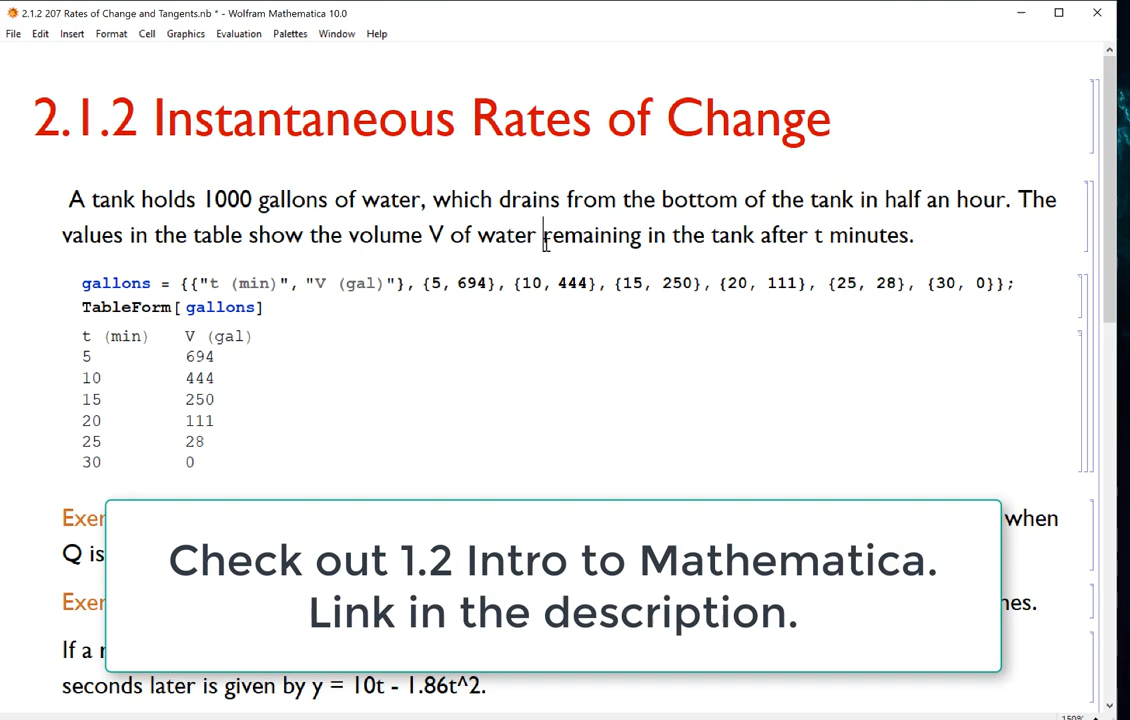 2.1.2 207 Rates of Change and Tangents.nb * - Wolfram Mathematica 10.0
File Edit Insert Format Cell Graphics Evaluation Palettes Window Help
2.1.2 Instantaneous Rates of Change
A tank holds 1000 gallons of water, which drains from the bottom of the tank in half an hour. The
values in the table show the volume V of water remaining in the tank after t minutes.
gallons = {{"t (min)", "V (gal)"}, {5, 694}, {10, 444}, {15, 250}, {20, 111}, {25, 28}, {30, 0}};
TableForm[gallons]
t (min) V (gal)
5 694
10 444
15 250
20 111
25 28
30 0
when
Q is
Check out 1.2 Intro to Mathematica.
Link in the description.
If a
seconds later is given by y = 10t - 1.86t^2.
150%